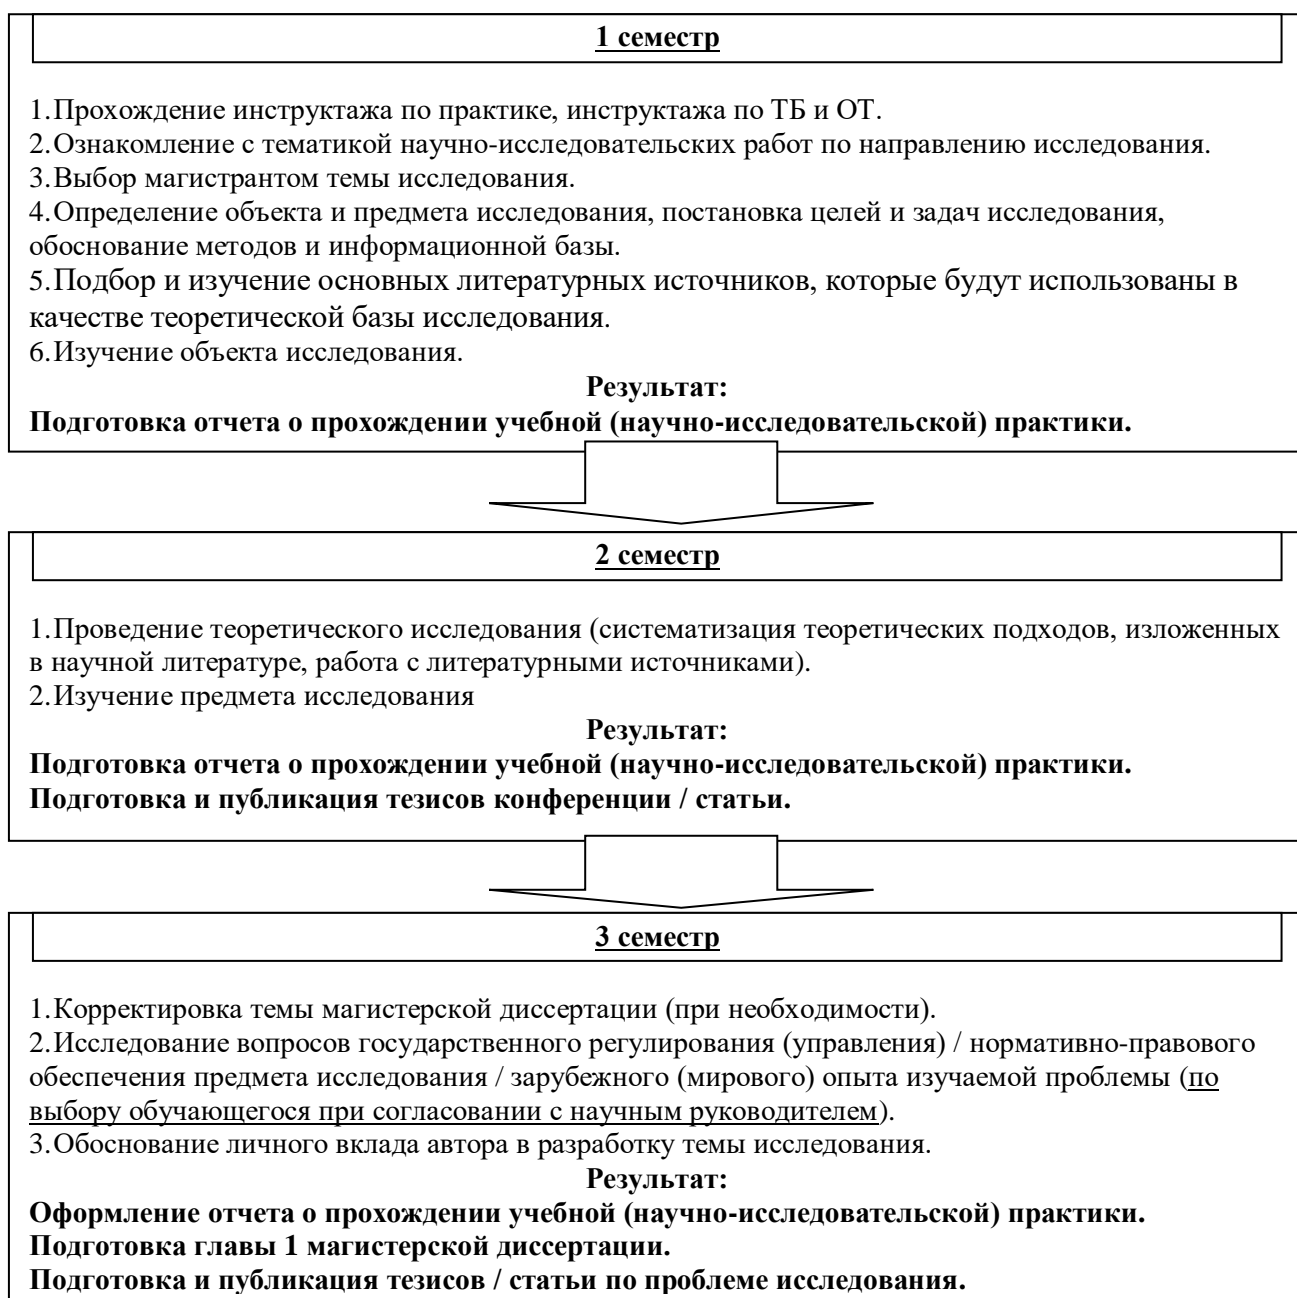 1 семестр
1.Прохождение инструктажа по практике, инструктажа по ТБ и ОТ.
2.Ознакомление с тематикой научно-исследовательских работ по направлению исследования.
3.Выбор магистрантом темы исследования.
4.Определение объекта и предмета исследования, постановка целей и задач исследования,
обоснование методов и информационной базы.
5.Подбор и изучение основных литературных источников, которые будут использованы в
качестве теоретической базы исследования.
6.Изучение объекта исследования.
Результат:
Подготовка отчета о прохождении учебной (научно-исследовательской) практики.
2 семестр
1.Проведение теоретического исследования (систематизация теоретических подходов, изложенных
в научной литературе, работа с литературными источниками).
2.Изучение предмета исследования
Результат:
Подготовка отчета о прохождении учебной (научно-исследовательской) практики.
Подготовка и публикация тезисов конференции / статьи.
3 семестр
1.Корректировка темы магистерской диссертации (при необходимости).
2.Исследование вопросов государственного регулирования (управления) / нормативно-правового
обеспечения предмета исследования / зарубежного (мирового) опыта изучаемой проблемы (по
выбору обучающегося при согласовании с научным руководителем).
3.Обоснование личного вклада автора в разработку темы исследования.
Результат:
Оформление отчета о прохождении учебной (научно-исследовательской) практики.
Подготовка главы 1 магистерской диссертации.
Подготовка и публикация тезисов / статьи по проблеме исследования.